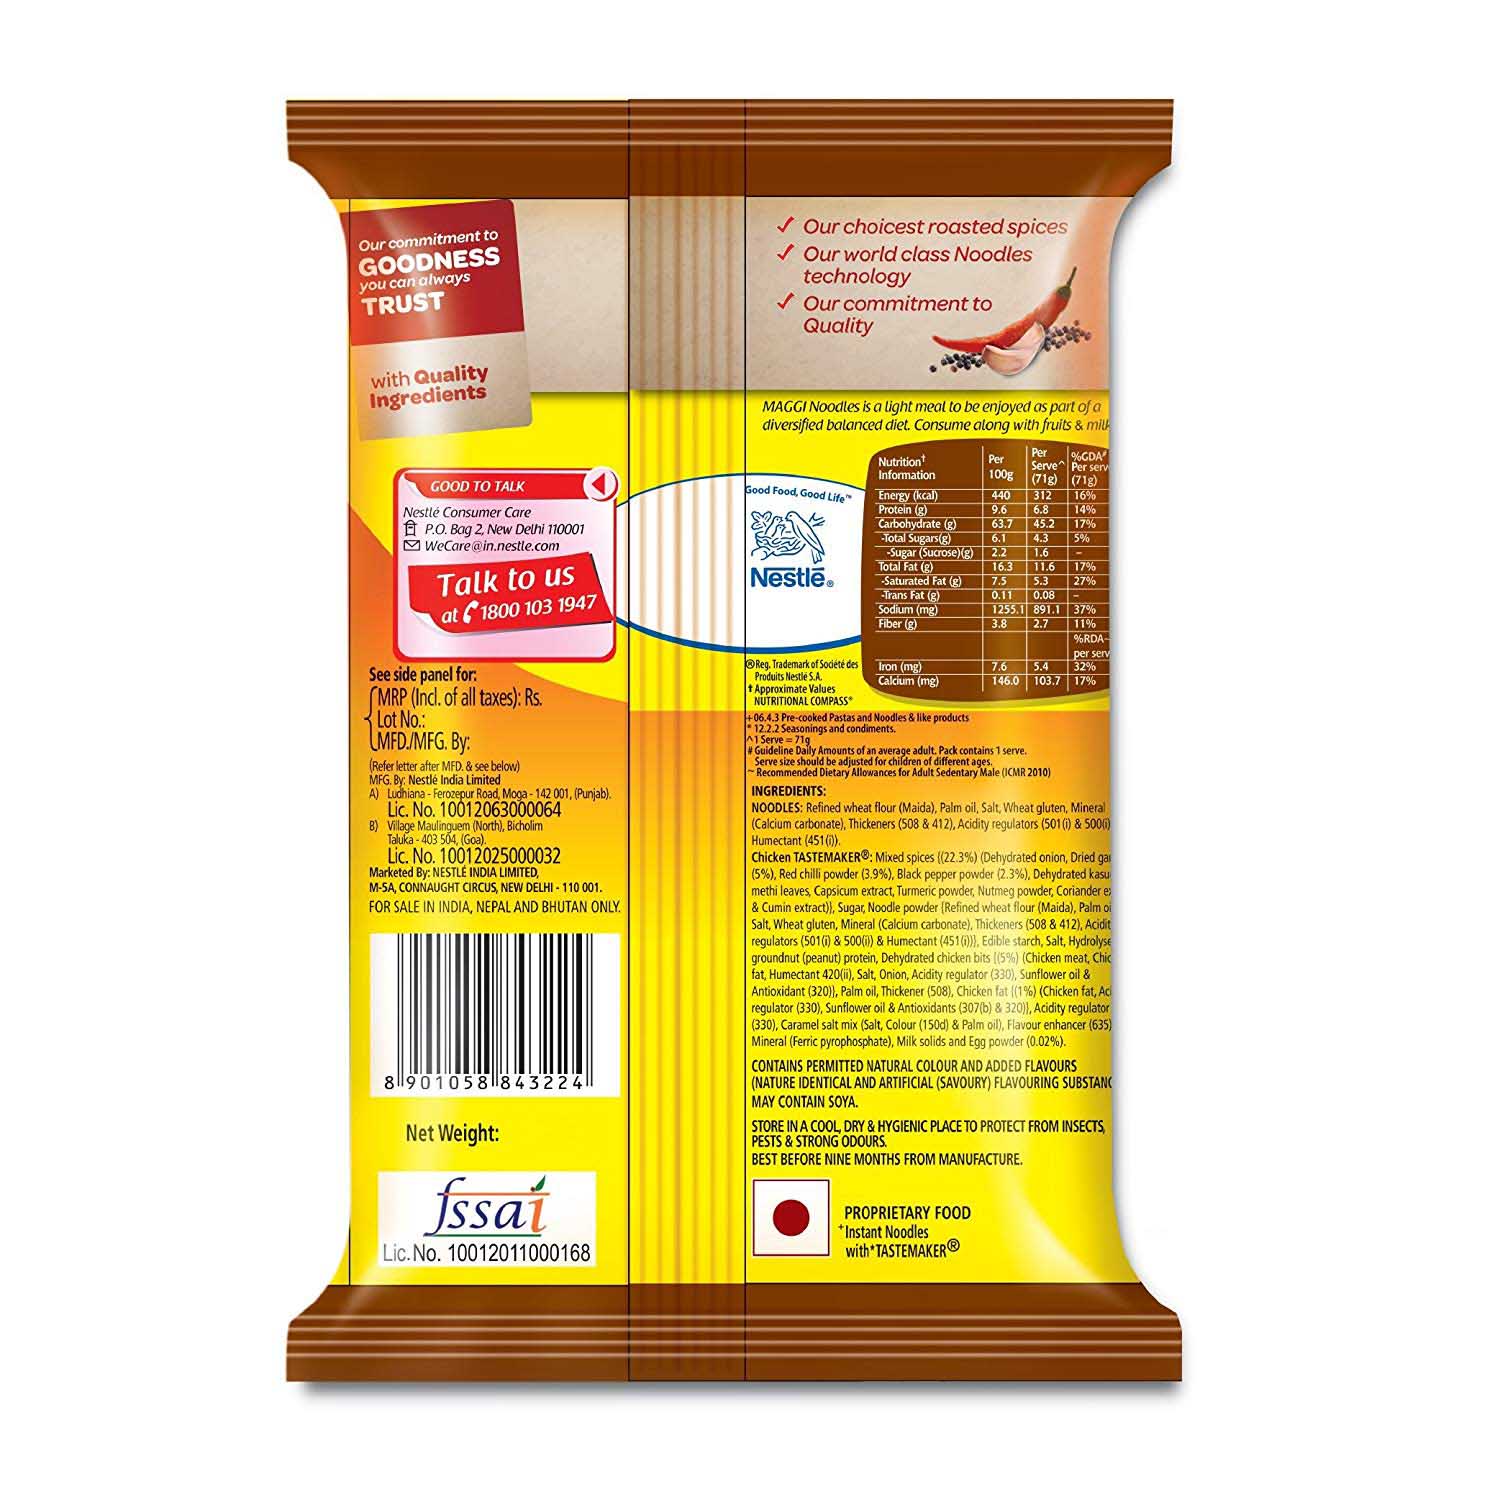 Our commitment to
GOODNESS
you can always
TRUST
with Quality
Ingredients
✓ Our choicest roasted spices
✓ Our world class Noodles
technology
✓ Our commitment to
Quality
MAGGI Noodles is a light meal to be enjoyed as part of a
diversified balanced diet. Consume along with fruits & milk
GOOD TO TALK
Nestlé Consumer Care
P.O. Bag 2, New Delhi 110001
WeCare@in.nestle.com
Talk to us
at 1800 103 1947
Good Food, Good Life™
Nestlé®
Nutrition† Information Per 100g Per Serve^ (71g) %GDA# Per serv (71g)
Energy (kcal) 440 312 16%
Protein (g) 9.6 6.8 14%
Carbohydrate (g) 63.7 45.2 17%
-Total Sugars(g) 6.1 4.3 5%
-Sugar (Sucrose)(g) 2.2 1.6 –
Total Fat (g) 16.3 11.6 17%
-Saturated Fat (g) 7.5 5.3 27%
-Trans Fat (g) 0.11 0.08 –
Sodium (mg) 1255.1 891.1 37%
Fiber (g) 3.8 2.7 11%
%RDA~
per serv
Iron (mg) 7.6 5.4 32%
Calcium (mg) 146.0 103.7 17%
® Reg. Trademark of Société des
Produits Nestlé S.A.
† Approximate Values
NUTRITIONAL COMPASS®
+06.4.3 Pre-cooked Pastas and Noodles & like products
* 12.2.2 Seasonings and condiments.
^1 Serve = 71g
# Guideline Daily Amounts of an average adult. Pack contains 1 serve.
Serve size should be adjusted for children of different ages.
~ Recommended Dietary Allowances for Adult Sedentary Male (ICMR 2010)
See side panel for:
MRP (Incl. of all taxes): Rs.
Lot No.:
MFD./MFG. By:
(Refer letter after MFD. & see below)
MFG. By: Nestlé India Limited
A) Ludhiana - Ferozepur Road, Moga - 142 001, (Punjab).
Lic. No. 10012063000064
B) Village Maulinguem (North), Bicholim
Taluka - 403 504, (Goa).
Lic. No. 10012025000032
Marketed By: NESTLÉ INDIA LIMITED,
M-5A, CONNAUGHT CIRCUS, NEW DELHI - 110 001.
FOR SALE IN INDIA, NEPAL AND BHUTAN ONLY.
8 901058 843224
Net Weight:
fssai
Lic. No. 10012011000168
INGREDIENTS:
NOODLES: Refined wheat flour (Maida), Palm oil, Salt, Wheat gluten, Mineral
(Calcium carbonate), Thickeners (508 & 412), Acidity regulators (501(i) & 500(i)
Humectant (451(i)).
Chicken TASTEMAKER®: Mixed spices {(22.3%) (Dehydrated onion, Dried gar
(5%), Red chilli powder (3.9%), Black pepper powder (2.3%), Dehydrated kasu
methi leaves, Capsicum extract, Turmeric powder, Nutmeg powder, Coriander ex
& Cumin extract)}, Sugar, Noodle powder {Refined wheat flour (Maida), Palm oi
Salt, Wheat gluten, Mineral (Calcium carbonate), Thickeners (508 & 412), Acidit
regulators (501(i) & 500(i)) & Humectant (451(i))}, Edible starch, Salt, Hydrolyse
groundnut (peanut) protein, Dehydrated chicken bits {(5%) (Chicken meat, Chic
fat, Humectant 420(ii), Salt, Onion, Acidity regulator (330), Sunflower oil &
Antioxidant (320)}, Palm oil, Thickener (508), Chicken fat {(1%) (Chicken fat, Aci
regulator (330), Sunflower oil & Antioxidants (307(b) & 320)}, Acidity regulator
(330), Caramel salt mix (Salt, Colour (150d) & Palm oil), Flavour enhancer (635)
Mineral (Ferric pyrophosphate), Milk solids and Egg powder (0.02%).
CONTAINS PERMITTED NATURAL COLOUR AND ADDED FLAVOURS
(NATURE IDENTICAL AND ARTIFICIAL (SAVOURY) FLAVOURING SUBSTANC
MAY CONTAIN SOYA.
STORE IN A COOL, DRY & HYGIENIC PLACE TO PROTECT FROM INSECTS,
PESTS & STRONG ODOURS.
BEST BEFORE NINE MONTHS FROM MANUFACTURE.
PROPRIETARY FOOD
+Instant Noodles
with*TASTEMAKER®